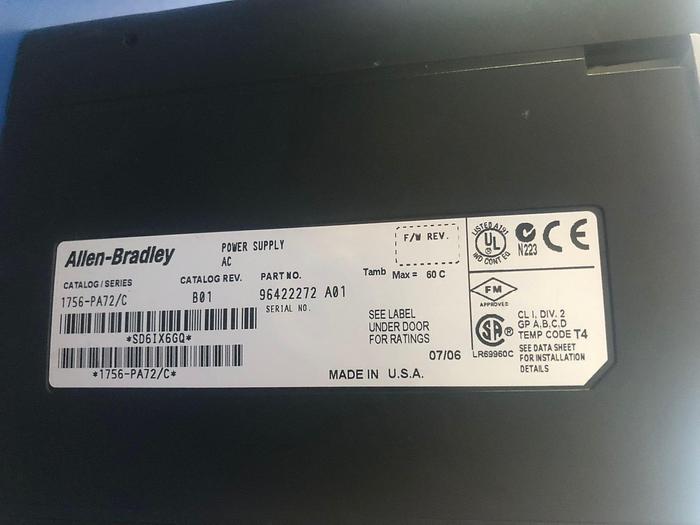 Allen-Bradley
POWER SUPPLY
AC
F/W REV.
CATALOG/SERIES
1756-PA72/C
CATALOG REV.
B01
PART NO.
96422272 A01
SERIAL NO.
Tamb Max = 60 C
*SD6IX6GQ*
*1756-PA72/C*
SEE LABEL
UNDER DOOR
FOR RATINGS
07/06
MADE IN U.S.A.
LISTED A191
UL
IND CONT EQ
N223
CE
FM
APPROVED
SA
LR69960C
CL I, DIV. 2
GP A,B,C,D
TEMP CODE T4
SEE DATA SHEET
FOR INSTALLATION
DETAILS